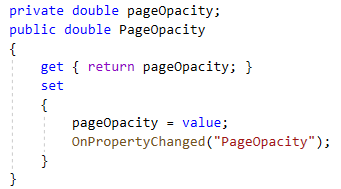 private double pageOpacity;
public double PageOpacity
{
    get { return pageOpacity; }
    set
    {
        pageOpacity = value;
        OnPropertyChanged("PageOpacity");
    }
}